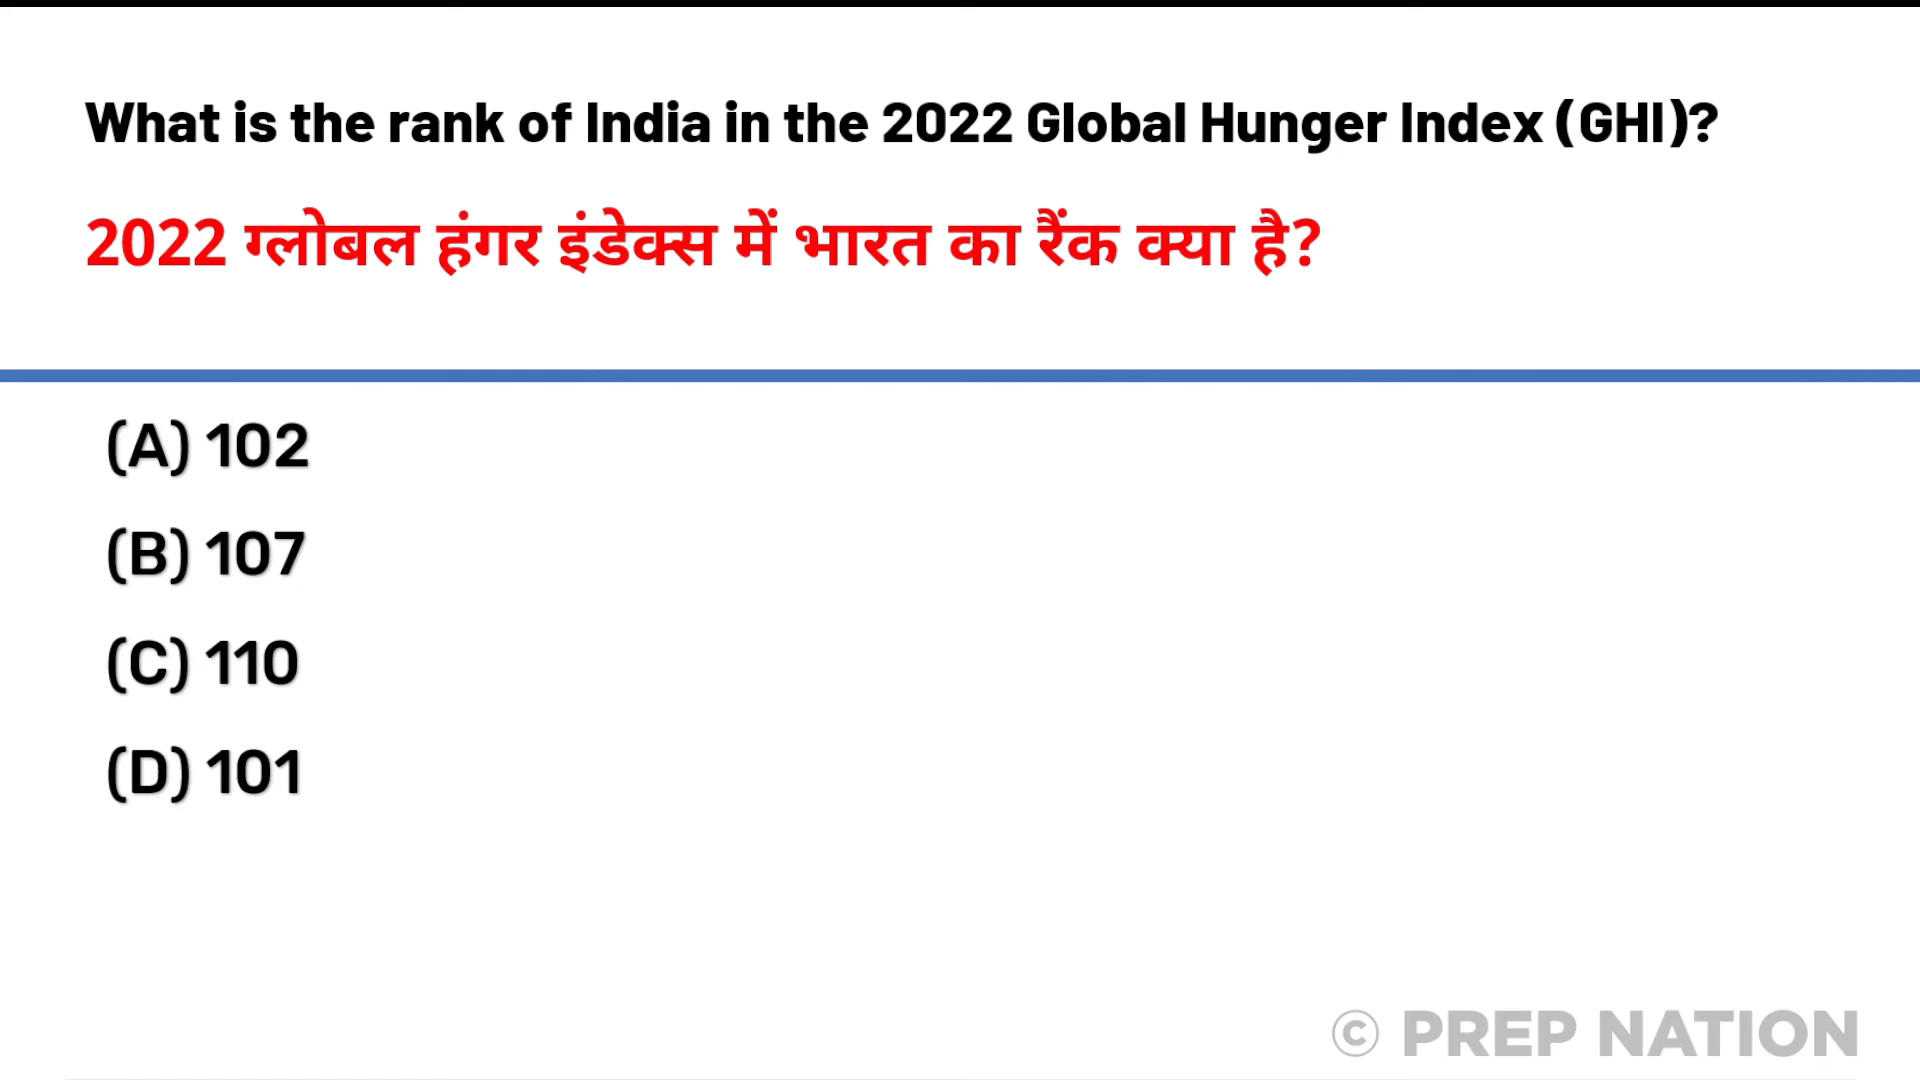 What is the rank of India in the 2022 Global Hunger Index (GHI)?
2022 ग्लोबल हंगर इंडेक्स में भारत का रैंक क्या है?
(A) 102
(B) 107
(C) 110
(D) 101
© PREP NATION